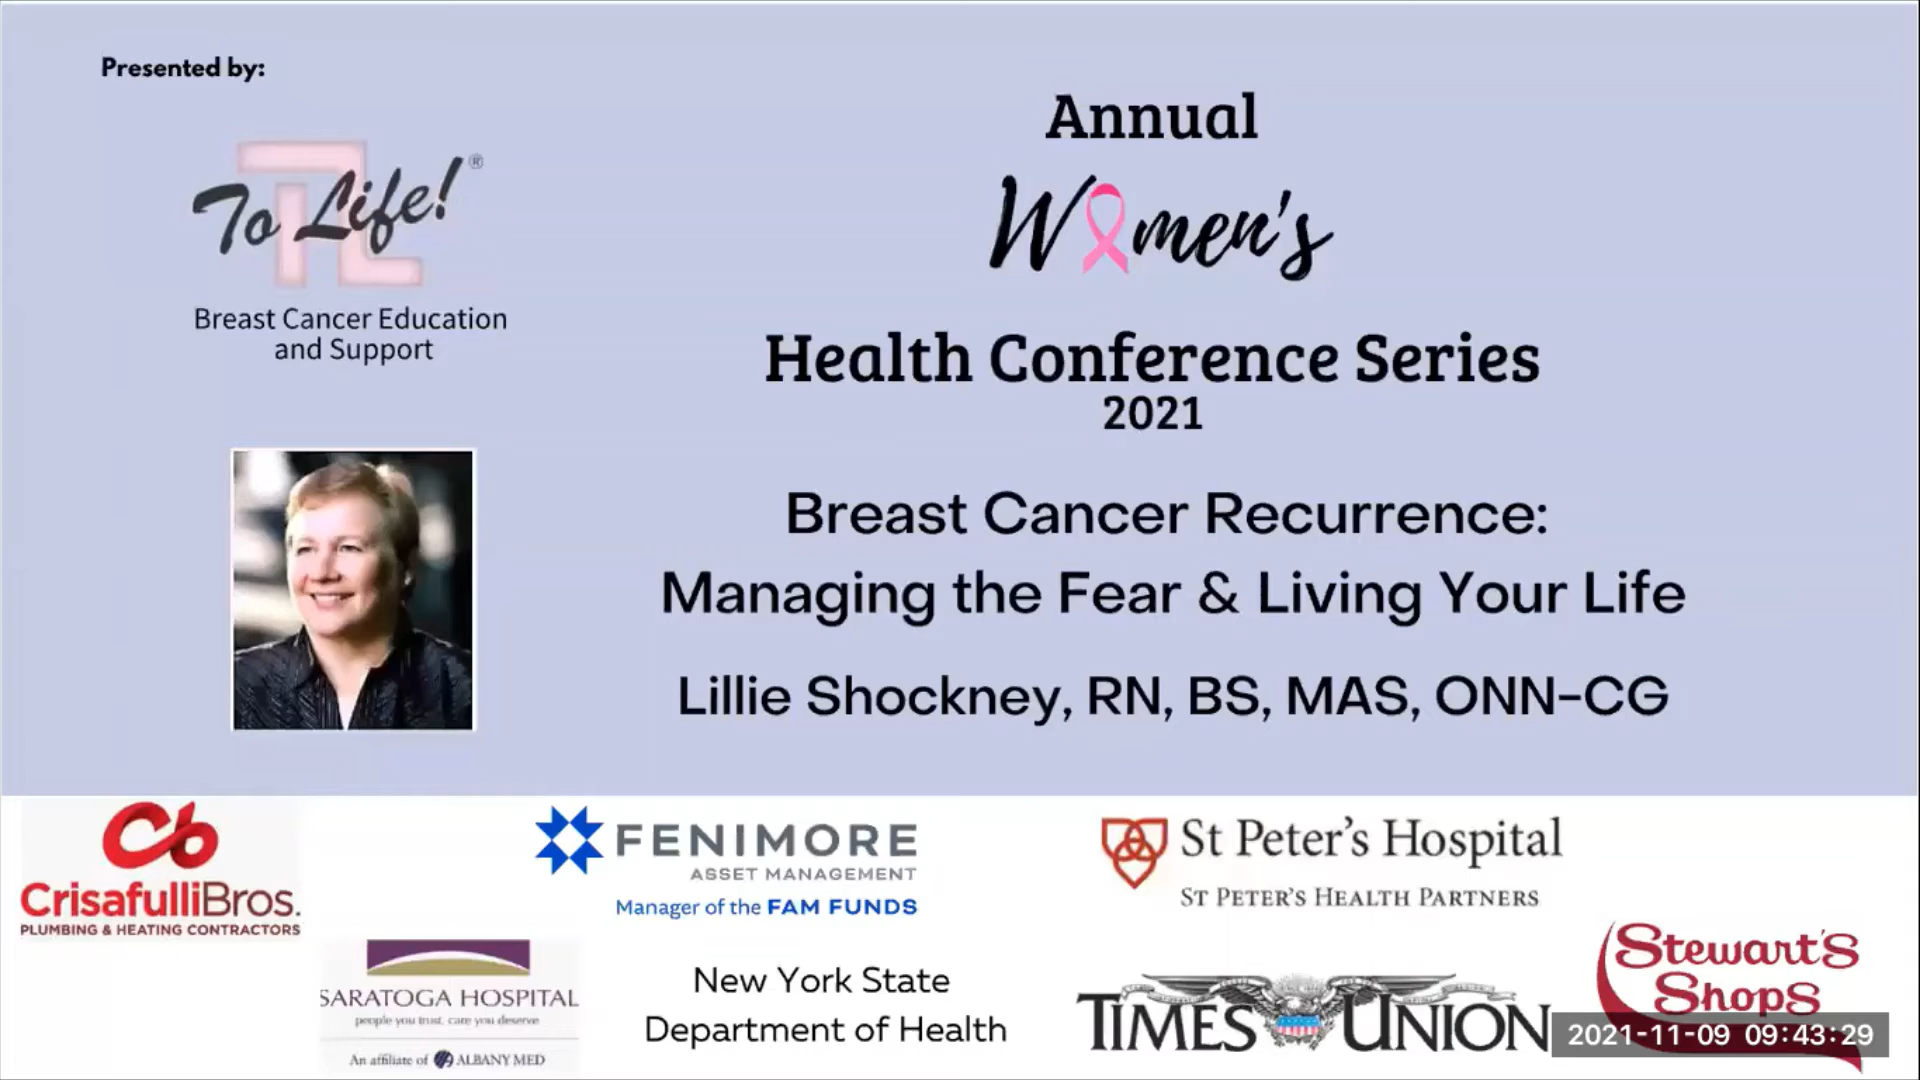 Presented by:
To Life!®
Breast Cancer Education
and Support
Annual
Women's
Health Conference Series
2021
Breast Cancer Recurrence:
Managing the Fear & Living Your Life
Lillie Shockney, RN, BS, MAS, ONN-CG
CrisafulliBros.
PLUMBING & HEATING CONTRACTORS
FENIMORE
ASSET MANAGEMENT
Manager of the FAM FUNDS
St Peter's Hospital
ST PETER'S HEALTH PARTNERS
SARATOGA HOSPITAL
people you trust, care you deserve
An affiliate of ALBANY MED
New York State
Department of Health
TIMES UNION
Stewart's
Shops
2021-11-09 09:43:29